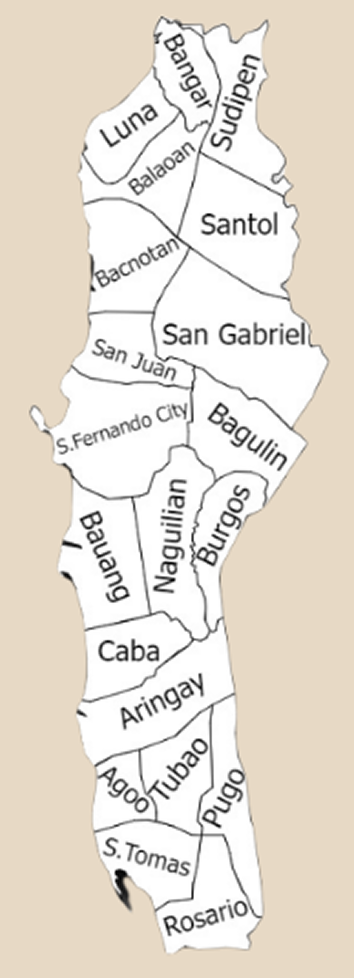 Bangar
Sudipen
Luna
Balaoan
Santol
Bacnotan
San Gabriel
San Juan
S.Fernando City
Bagulin
Naguilian
Burgos
Bauang
Caba
Aringay
Tubao
Agoo
Pugo
S.Tomas
Rosario